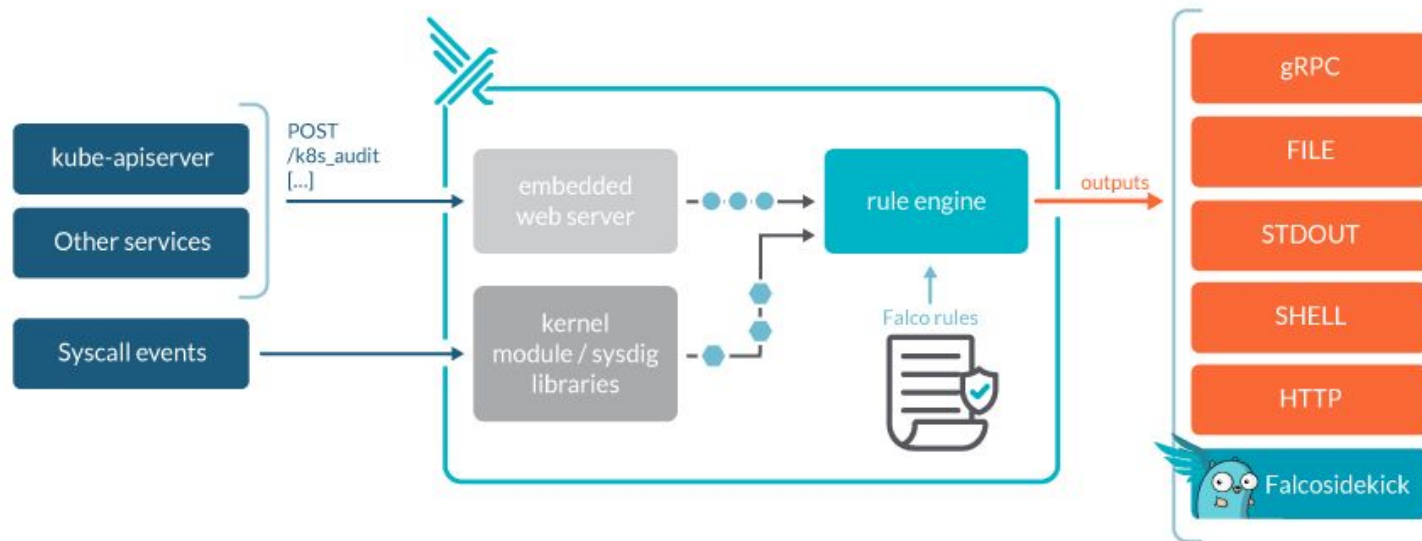 kube-apiserver
Other services
Syscall events
POST
/k8s_audit
[...]
embedded
web server
kernel
module / sysdig
libraries
rule engine
Falco rules
outputs
gRPC
FILE
STDOUT
SHELL
HTTP
Falcosidekick